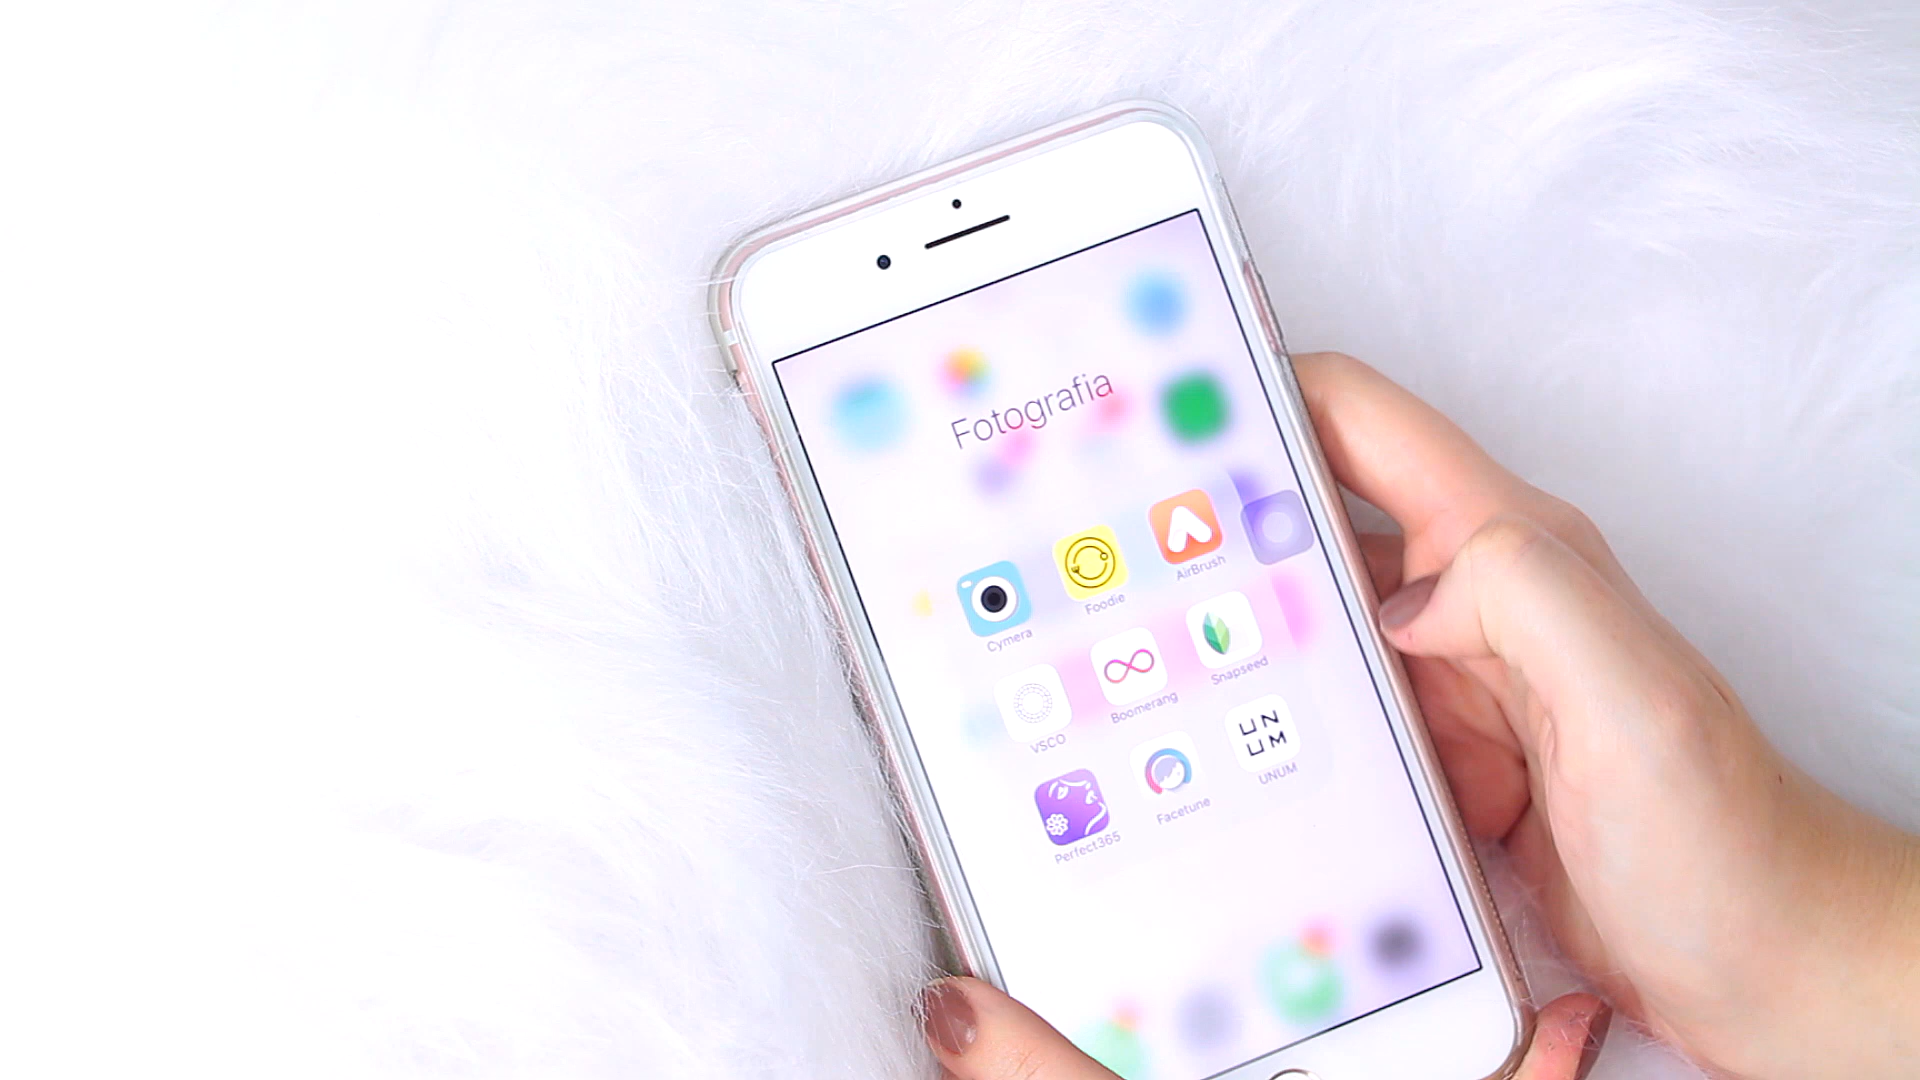 Fotografia
Cymera
Foodie
AirBrush
VSCO
Boomerang
Snapseed
Perfect365
Facetune
UNUM
UN
UM